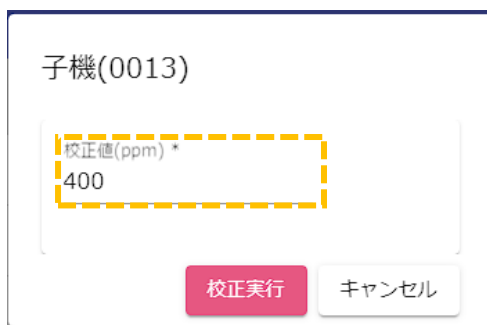 子機(0013)
校正値(ppm) *
400
校正実行
キャンセル